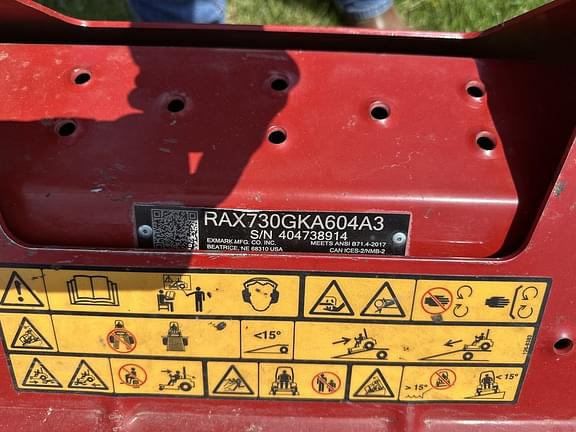 RAX730GKA604A3
S/N 404738914
EXMARK MFG. CO. INC. MEETS ANSI B71.4-2017
BEATRICE, NE 68310 USA CAN ICES-2/NMB-2
<15°
>15° <15°